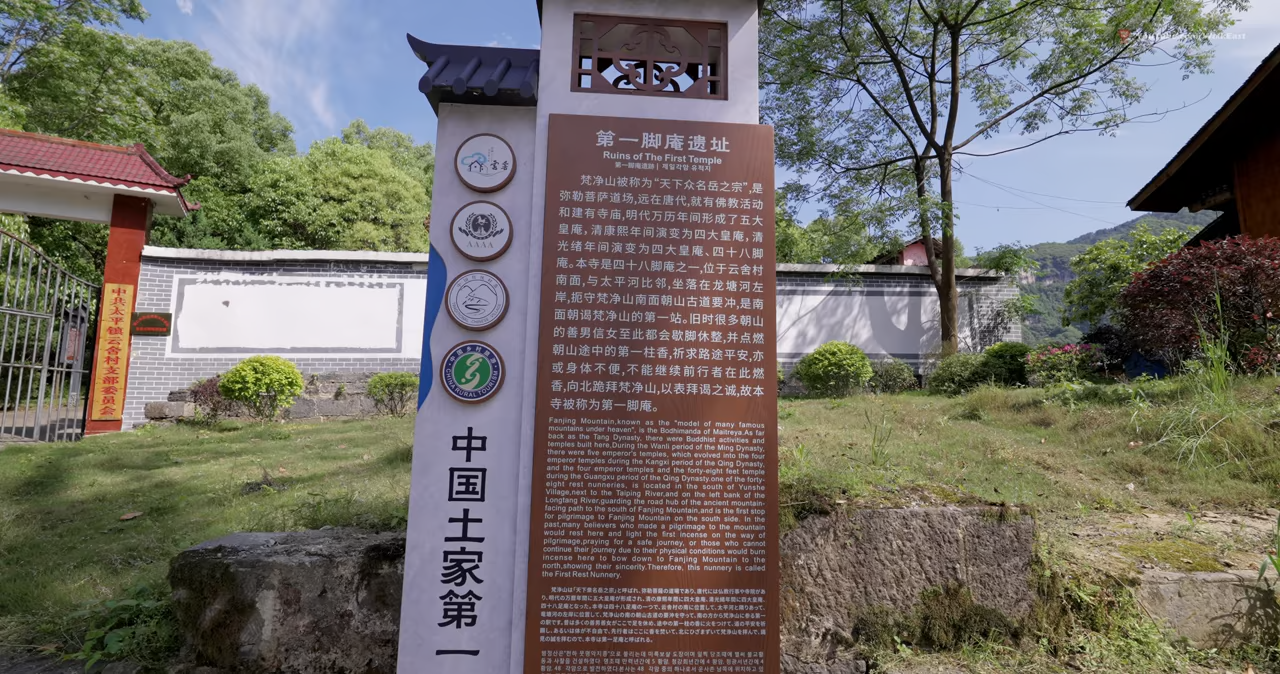 第一脚庵遗址
Ruins of The First Temple
第一脚庵遺跡 | 제일각암 유적지
梵净山被称为“天下众名岳之宗”,是
弥勒菩萨道场,远在唐代,就有佛教活动
和建有寺庙,明代万历年间形成了五大
皇庵,清康熙年间演变为四大皇庵,清
光绪年间演变为四大皇庵、四十八脚
庵。本寺是四十八脚庵之一,位于云舍村
南面,与太平河比邻,坐落在龙塘河左
岸,扼守梵净山南面朝山古道要冲,是南
面朝谒梵净山的第一站。旧时很多朝山
的善男信女至此都会歇脚休整,并点燃
朝山途中的第一柱香,祈求路途平安,亦
或身体不便,不能继续前行者在此燃
香,向北跪拜梵净山,以表拜谒之诚,故本
寺被称为第一脚庵。
Fanjing Mountain,known as the "model of many famous
mountains under heaven", is the Bodhimanda of Maitreya.As far
back as the Tang Dynasty, there were Buddhist activities and
temples built here,During the Wanli period of the Ming Dynasty,
there were five emperor's temples, which evolved into the four
emperor temples during the Kangxi period of the Qing Dynasty,
and the four emperor temples and the forty-eight feet temple
during the Guangxu period of the Qing Dynasty.one of the forty-
eight rest nunneries, is located in the south of Yunshe
Village,next to the Taiping River,and on the left bank of the
Longtang River,guarding the road hub of the ancient mountain-
facing path to the south of Fanjing Mountain,and is the first stop
for pilgrimage to Fanjing Mountain on the south side. In the
past,many believers who made a pilgrimage to the mountain
would rest here and light the first incense on the way of
pilgrimage,praying for a safe journey, or those who cannot
continue their journey due to their physical conditions would burn
incense here to bow down to Fanjing Mountain to the
north,showing their sincerity.Therefore, this nunnery is called
the First Rest Nunnery.
中国土家第一
中国乡村旅游
CHINA RURAL TOURISM
AAAA
中共太平镇云舍村支部委员会